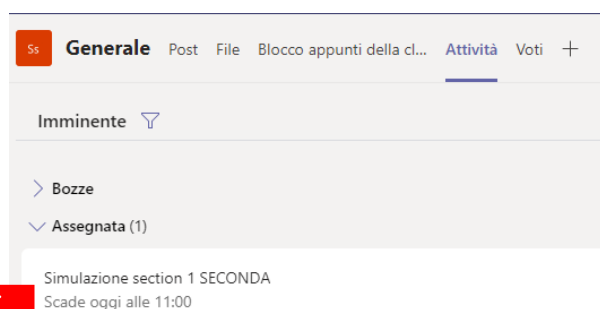 Ss Generale Post File Blocco appunti della cl... Attività Voti +
Imminente
Bozze
Assegnata (1)
Simulazione section 1 SECONDA
Scade oggi alle 11:00